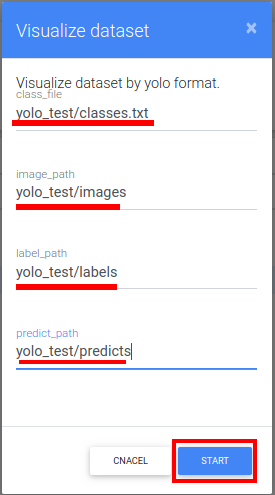 Visualize dataset ×
Visualize dataset by yolo format.
class_file
yolo_test/classes.txt
image_path
yolo_test/images
label_path
yolo_test/labels
predict_path
yolo_test/predicts
CNACEL START